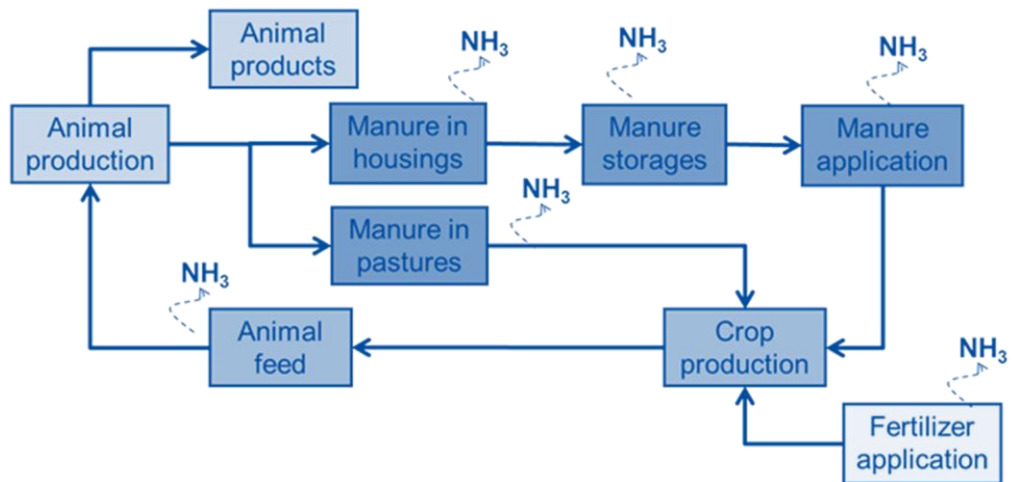 Animal
products
NH₃
NH₃
NH₃
Animal
production
Manure in
housings
Manure
storages
Manure
application
NH₃
Manure in
pastures
NH₃
Animal
feed
Crop
production
NH₃
Fertilizer
application